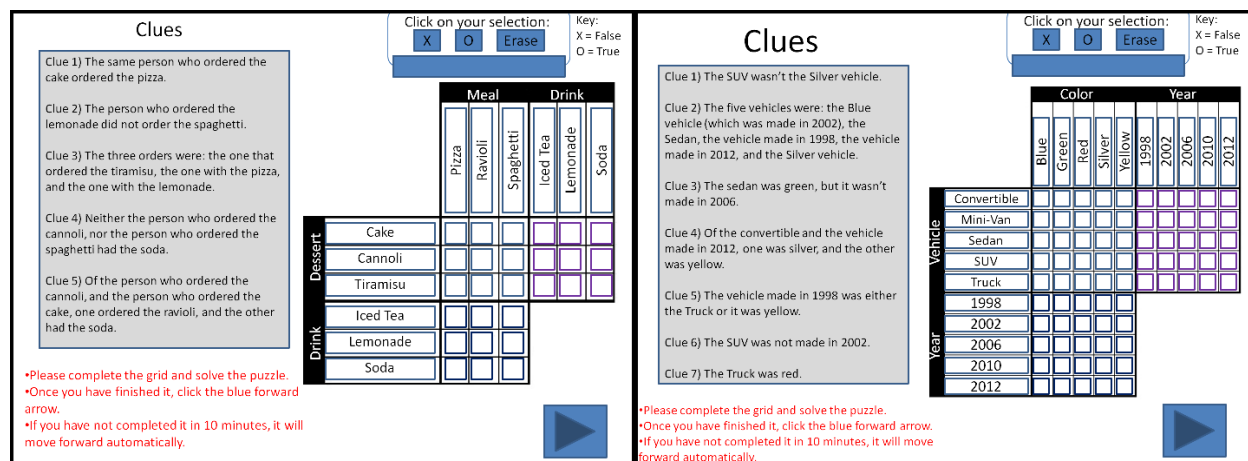 Clues
Clue 1) The same person who ordered the
cake ordered the pizza.
Clue 2) The person who ordered the
lemonade did not order the spaghetti.
Clue 3) The three orders were: the one that
ordered the tiramisu, the one with the pizza,
and the one with the lemonade.
Clue 4) Neither the person who ordered the
cannoli, nor the person who ordered the
spaghetti had the soda.
Clue 5) Of the person who ordered the
cannoli, and the person who ordered the
cake, one ordered the ravioli, and the other
had the soda.
•Please complete the grid and solve the puzzle.
•Once you have finished it, click the blue forward
arrow.
•If you have not completed it in 10 minutes, it will
move forward automatically.
Click on your selection:
X O Erase
Key:
X = False
O = True
Meal Drink
Pizza Ravioli Spaghetti Iced Tea Lemonade Soda
Dessert
Cake
Cannoli
Tiramisu
Drink
Iced Tea
Lemonade
Soda
Clues
Clue 1) The SUV wasn't the Silver vehicle.
Clue 2) The five vehicles were: the Blue
vehicle (which was made in 2002), the
Sedan, the vehicle made in 1998, the vehicle
made in 2012, and the Silver vehicle.
Clue 3) The sedan was green, but it wasn't
made in 2006.
Clue 4) Of the convertible and the vehicle
made in 2012, one was silver, and the other
was yellow.
Clue 5) The vehicle made in 1998 was either
the Truck or it was yellow.
Clue 6) The SUV was not made in 2002.
Clue 7) The Truck was red.
•Please complete the grid and solve the puzzle.
•Once you have finished it, click the blue forward arrow.
•If you have not completed it in 10 minutes, it will move
forward automatically.
Click on your selection:
X O Erase
Key:
X = False
O = True
Color Year
Blue Green Red Silver Yellow 1998 2002 2006 2010 2012
Vehicle
Convertible
Mini-Van
Sedan
SUV
Truck
Year
1998
2002
2006
2010
2012